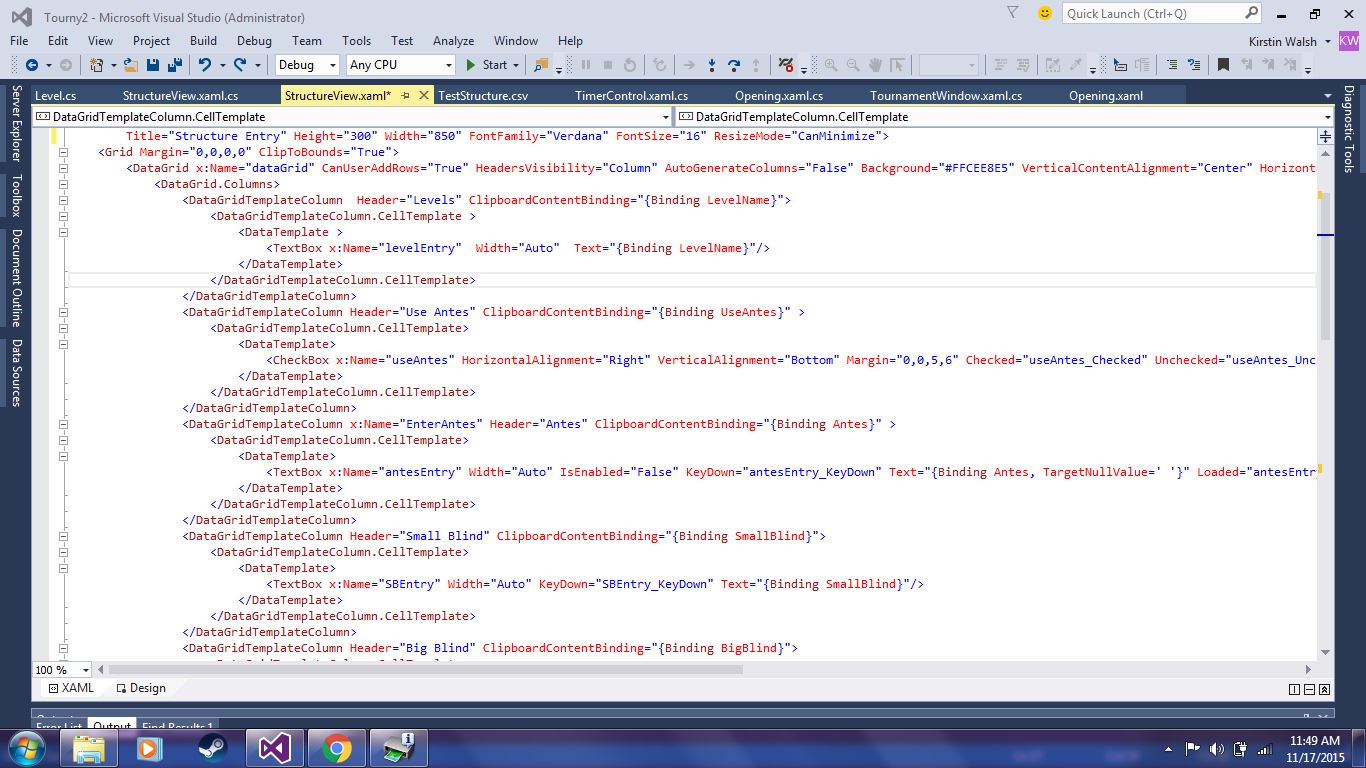 Tourny2 - Microsoft Visual Studio (Administrator)
Quick Launch (Ctrl+Q)
File Edit View Project Build Debug Team Tools Test Analyze Window Help
Kirstin Walsh KW
Debug Any CPU Start
Level.cs StructureView.xaml.cs StructureView.xaml* TestStructure.csv TimerControl.xaml.cs Opening.xaml.cs TournamentWindow.xaml.cs Opening.xaml
Server Explorer
Toolbox
Document Outline
Data Sources
Diagnostic Tools
DataGridTemplateColumn.CellTemplate DataGridTemplateColumn.CellTemplate
Title="Structure Entry" Height="300" Width="850" FontFamily="Verdana" FontSize="16" ResizeMode="CanMinimize">
<Grid Margin="0,0,0,0" ClipToBounds="True">
<DataGrid x:Name="dataGrid" CanUserAddRows="True" HeadersVisibility="Column" AutoGenerateColumns="False" Background="#FFCEE8E5" VerticalContentAlignment="Center" Horizont
<DataGrid.Columns>
<DataGridTemplateColumn  Header="Levels" ClipboardContentBinding="{Binding LevelName}">
<DataGridTemplateColumn.CellTemplate >
<DataTemplate >
<TextBox x:Name="levelEntry"  Width="Auto"  Text="{Binding LevelName}"/>
</DataTemplate>
</DataGridTemplateColumn.CellTemplate>
</DataGridTemplateColumn>
<DataGridTemplateColumn Header="Use Antes" ClipboardContentBinding="{Binding UseAntes}" >
<DataGridTemplateColumn.CellTemplate>
<DataTemplate>
<CheckBox x:Name="useAntes" HorizontalAlignment="Right" VerticalAlignment="Bottom" Margin="0,0,5,6" Checked="useAntes_Checked" Unchecked="useAntes_Unc
</DataTemplate>
</DataGridTemplateColumn.CellTemplate>
</DataGridTemplateColumn>
<DataGridTemplateColumn x:Name="EnterAntes" Header="Antes" ClipboardContentBinding="{Binding Antes}" >
<DataGridTemplateColumn.CellTemplate>
<DataTemplate>
<TextBox x:Name="antesEntry" Width="Auto" IsEnabled="False" KeyDown="antesEntry_KeyDown" Text="{Binding Antes, TargetNullValue=' '}" Loaded="antesEntr
</DataTemplate>
</DataGridTemplateColumn.CellTemplate>
</DataGridTemplateColumn>
<DataGridTemplateColumn Header="Small Blind" ClipboardContentBinding="{Binding SmallBlind}">
<DataGridTemplateColumn.CellTemplate>
<DataTemplate>
<TextBox x:Name="SBEntry" Width="Auto" KeyDown="SBEntry_KeyDown" Text="{Binding SmallBlind}"/>
</DataTemplate>
</DataGridTemplateColumn.CellTemplate>
</DataGridTemplateColumn>
<DataGridTemplateColumn Header="Big Blind" ClipboardContentBinding="{Binding BigBlind}">
100 %
XAML Design
Error List Output Find Results 1
11:49 AM
11/17/2015